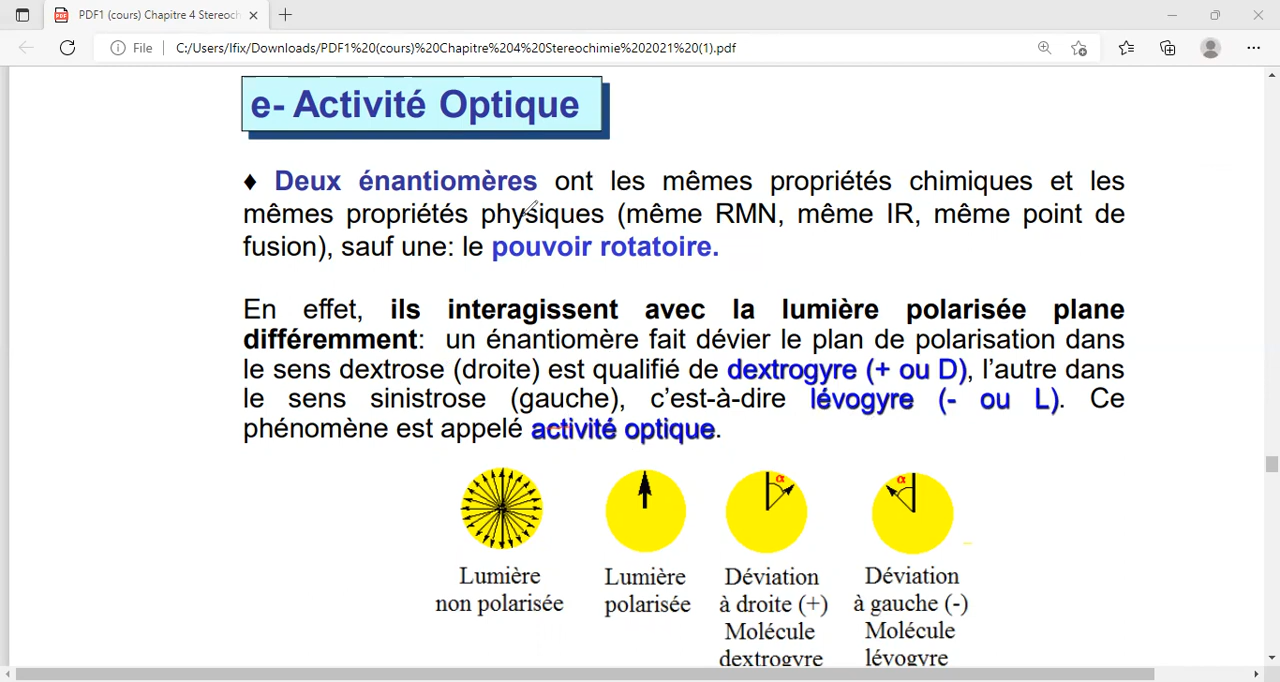 PDF1 (cours) Chapitre 4 Stereoch
File
C:/Users/Ifix/Downloads/PDF1%20(cours)%20Chapitre%204%20Stereochimie%202021%20(1).pdf
e- Activité Optique
♦ Deux énantiomères ont les mêmes propriétés chimiques et les
mêmes propriétés physiques (même RMN, même IR, même point de
fusion), sauf une: le pouvoir rotatoire.
En effet, ils interagissent avec la lumière polarisée plane
différemment: un énantiomère fait dévier le plan de polarisation dans
le sens dextrose (droite) est qualifié de dextrogyre (+ ou D), l’autre dans
le sens sinistrose (gauche), c’est-à-dire lévogyre (- ou L). Ce
phénomène est appelé activité optique.
α
α
Lumière
non polarisée
Lumière
polarisée
Déviation
à droite (+)
Molécule
dextrogyre
Déviation
à gauche (-)
Molécule
lévogyre